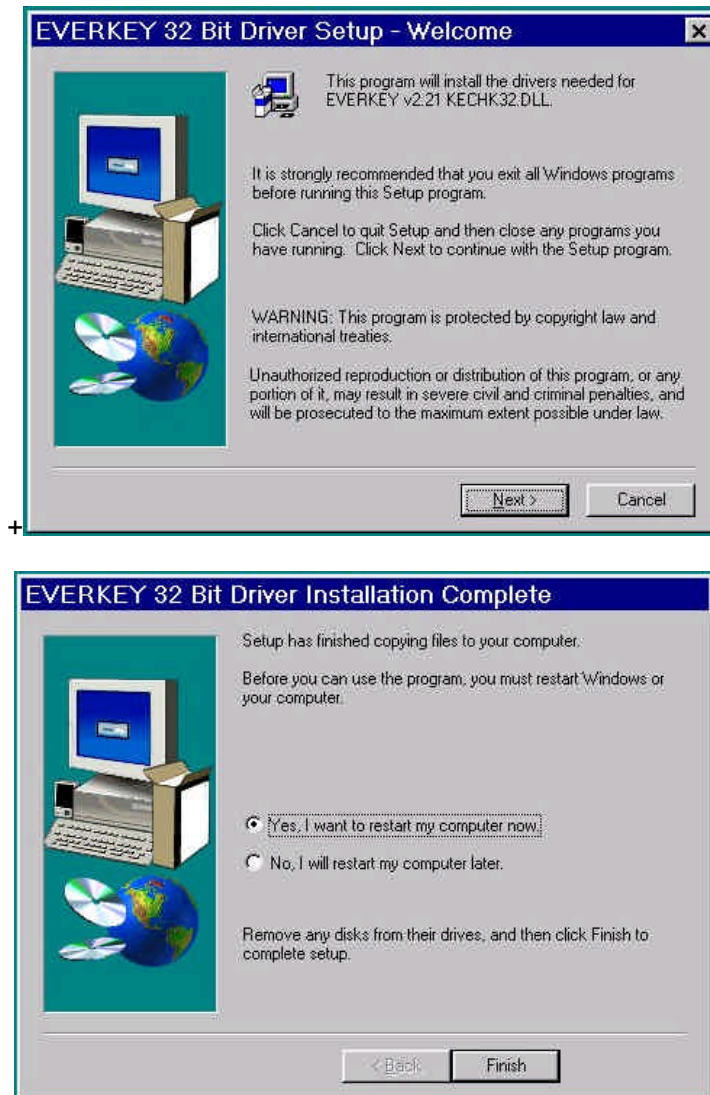 EVERKEY 32 Bit Driver Setup - Welcome
This program will install the drivers needed for
EVERKEY v2.21 KECHK32.DLL.
It is strongly recommended that you exit all Windows programs
before running this Setup program.
Click Cancel to quit Setup and then close any programs you
have running. Click Next to continue with the Setup program.
WARNING: This program is protected by copyright law and
international treaties.
Unauthorized reproduction or distribution of this program, or any
portion of it, may result in severe civil and criminal penalties, and
will be prosecuted to the maximum extent possible under law.
Next >
Cancel
+
EVERKEY 32 Bit Driver Installation Complete
Setup has finished copying files to your computer.
Before you can use the program, you must restart Windows or
your computer.
Yes, I want to restart my computer now.
No, I will restart my computer later.
Remove any disks from their drives, and then click Finish to
complete setup.
< Back
Finish